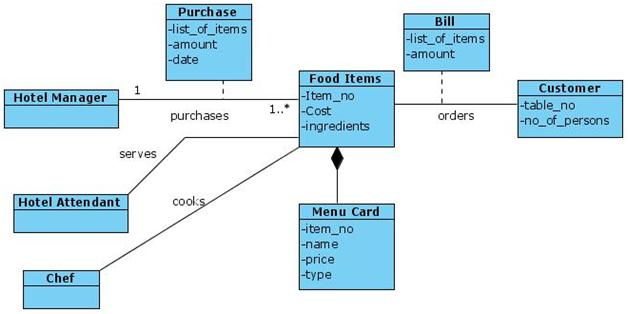 Purchase
-list_of_items
-amount
-date
Bill
-list_of_items
-amount
Hotel Manager
1
purchases
1..*
Food Items
-Item_no
-Cost
-ingredients
orders
Customer
-table_no
-no_of_persons
serves
Hotel Attendant
cooks
Chef
Menu Card
-item_no
-name
-price
-type